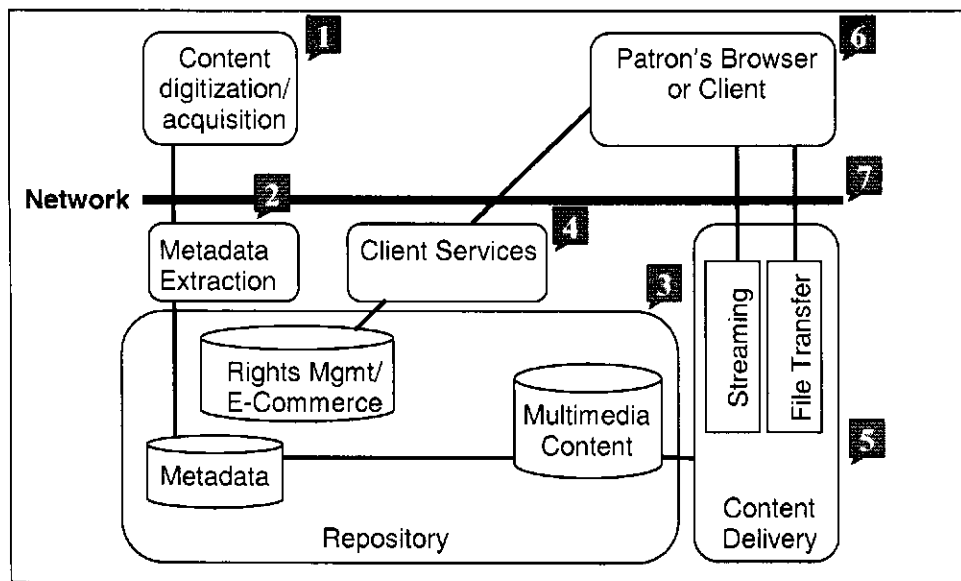 1
Content
digitization/
acquisition
6
Patron's Browser
or Client
Network
2
7
Metadata
Extraction
4
Client Services
3
Rights Mgmt/
E-Commerce
Multimedia
Content
Metadata
Repository
Streaming
File Transfer
5
Content
Delivery